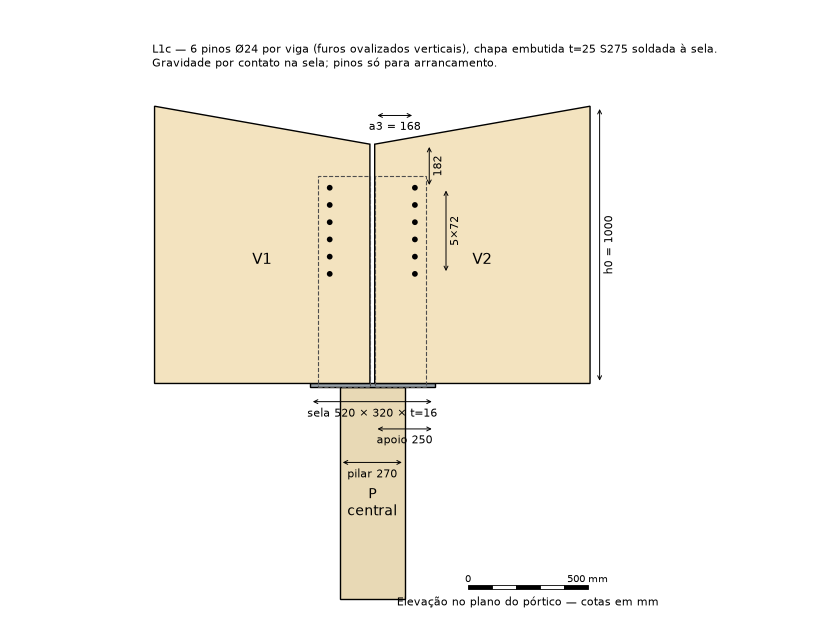 L1c — 6 pinos Ø24 por viga (furos ovalizados verticais), chapa embutida t=25 S275 soldada à sela.
Gravidade por contato na sela; pinos só para arrancamento.
a3 = 168
182
5×72
h0 = 1000
V1
V2
sela 520 × 320 × t=16
apoio 250
pilar 270
P
central
0
500 mm
Elevação no plano do pórtico — cotas em mm